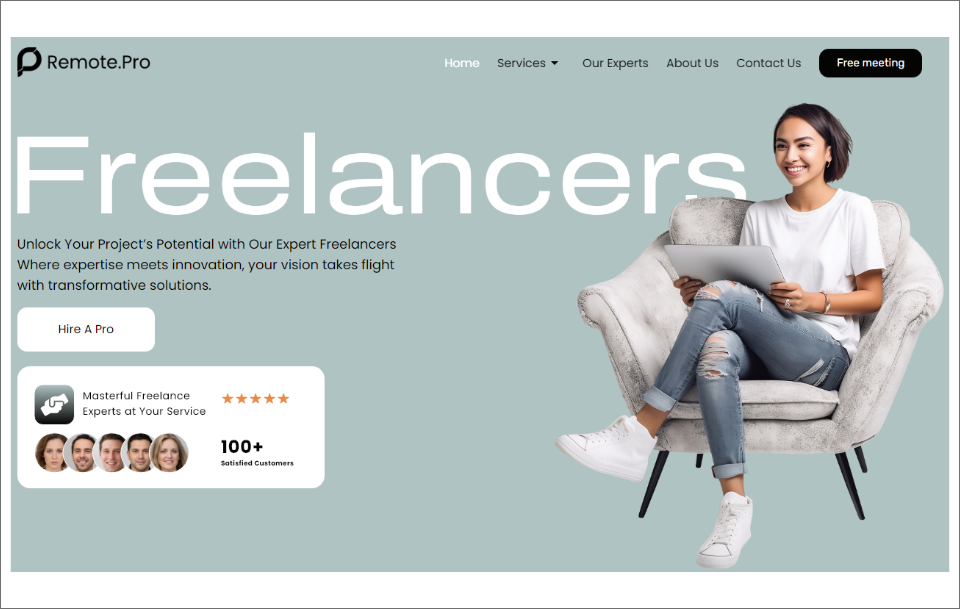 Remote.Pro
Home Services Our Experts About Us Contact Us Free meeting
Freelancers
Unlock Your Project's Potential with Our Expert Freelancers
Where expertise meets innovation, your vision takes flight
with transformative solutions.
Hire A Pro
Masterful Freelance
Experts at Your Service
100+
Satisfied Customers